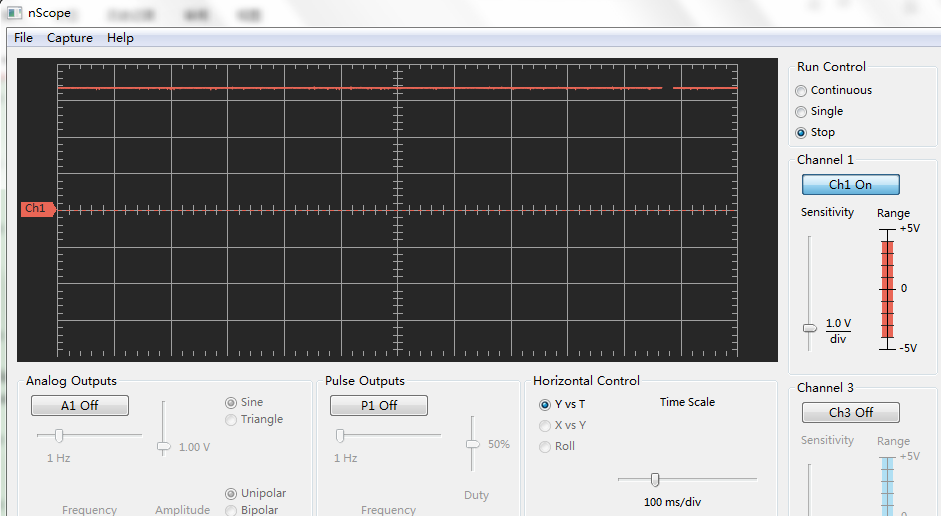 nScope
File Capture Help
Ch1
Run Control
Continuous
Single
Stop
Channel 1
Ch1 On
Sensitivity Range
+5V
0
-5V
1.0 V
div
Analog Outputs
A1 Off
1 Hz
1.00 V
Sine
Triangle
Unipolar
Bipolar
Frequency Amplitude
Pulse Outputs
P1 Off
1 Hz
50%
Duty
Frequency
Horizontal Control
Y vs T
X vs Y
Roll
Time Scale
100 ms/div
Channel 3
Ch3 Off
Sensitivity Range
+5V
0